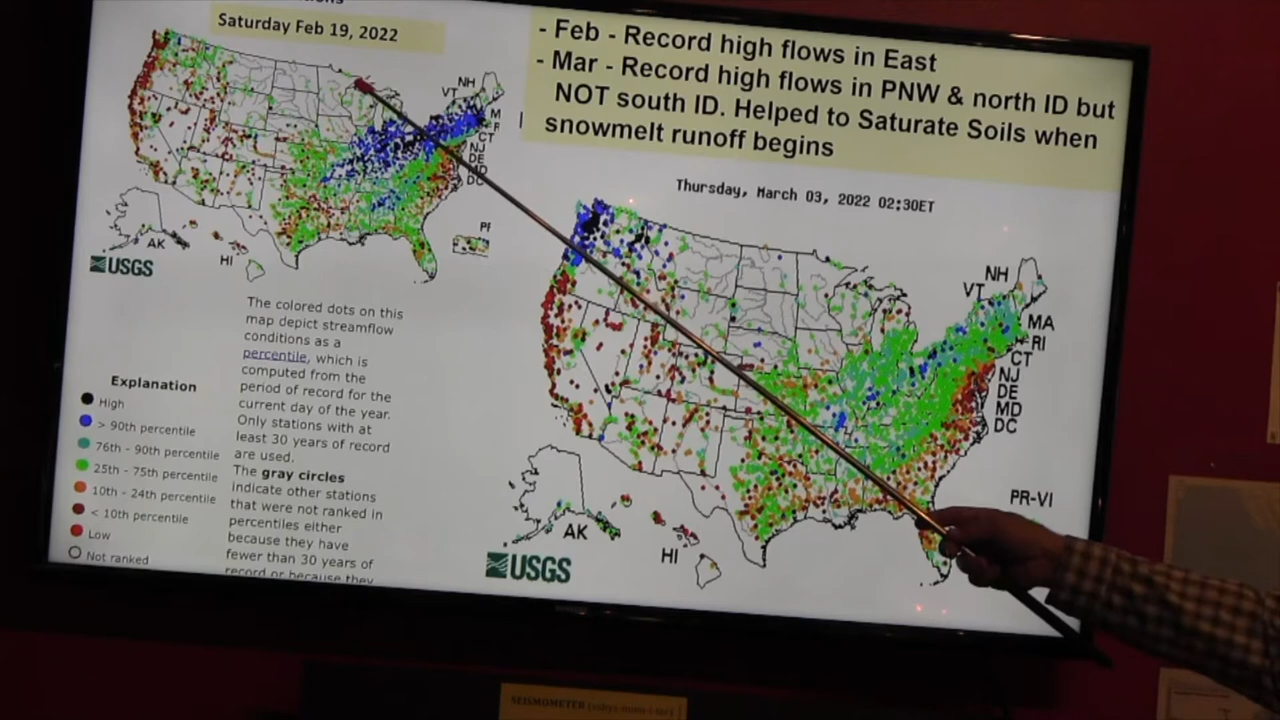 Saturday Feb 19, 2022
- Feb - Record high flows in East
- Mar - Record high flows in PNW & north ID but
NOT south ID. Helped to Saturate Soils when
snowmelt runoff begins
NH
VT
M
CT
NJ
DE
MD
DC
AK
HI
USGS
The colored dots on this
map depict streamflow
conditions as a
percentile, which is
computed from the
period of record for the
current day of the year.
Only stations with at
least 30 years of record
are used.
The gray circles
indicate other stations
that were not ranked in
percentiles either
because they have
fewer than 30 years of
record or because they
Explanation
High
> 90th percentile
76th - 90th percentile
25th - 75th percentile
10th - 24th percentile
< 10th percentile
Low
Not ranked
Thursday, March 03, 2022 02:30ET
NH
VT
MA
RI
CT
NJ
DE
MD
DC
PR-VI
AK
HI
USGS
SEISMOMETER